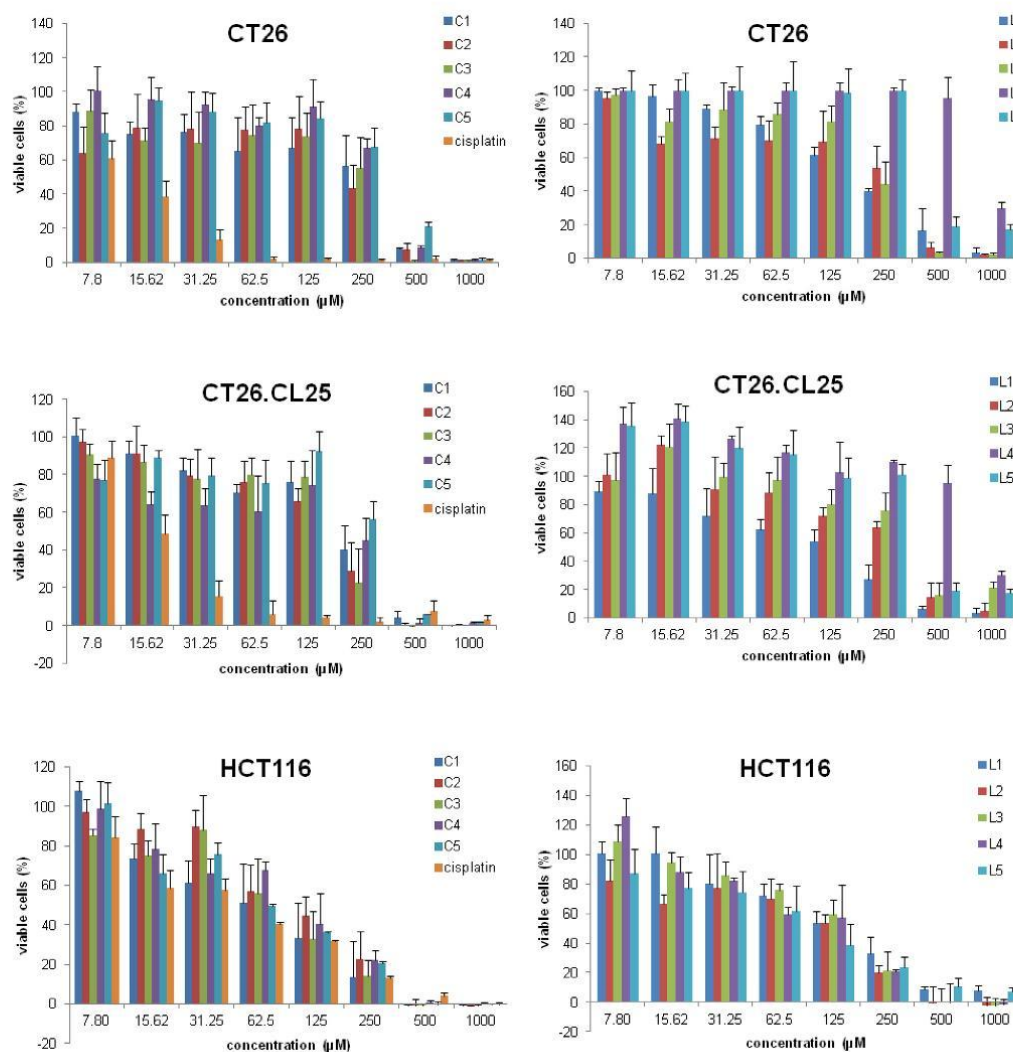 CT26
viable cells (%)
140
120
100
80
60
40
20
0
7.8 15.62 31.25 62.5 125 250 500 1000
concentration (µM)
C1
C2
C3
C4
C5
cisplatin
CT26
viable cells (%)
140
120
100
80
60
40
20
0
7.8 15.62 31.25 62.5 125 250 500 1000
concentration (µM)
L
L
L
L
L
CT26.CL25
viable cells (%)
120
100
80
60
40
20
0
-20
7.8 15.62 31.25 62.5 125 250 500 1000
concentration (µM)
C1
C2
C3
C4
C5
cisplatin
CT26.CL25
viable cells (%)
160
140
120
100
80
60
40
20
0
7.8 15.62 31.25 62.5 125 250 500 1000
concentration (µM)
L1
L2
L3
L4
L5
HCT116
viable cells (%)
120
100
80
60
40
20
0
-20
7.80 15.62 31.25 62.5 125 250 500 1000
concentration (µM)
C1
C2
C3
C4
C5
cisplatin
HCT116
viable cells (%)
160
140
120
100
80
60
40
20
0
-20
7.80 15.62 31.25 62.5 125 250 500 1000
concentration (µM
L1
L2
L3
L4
L5